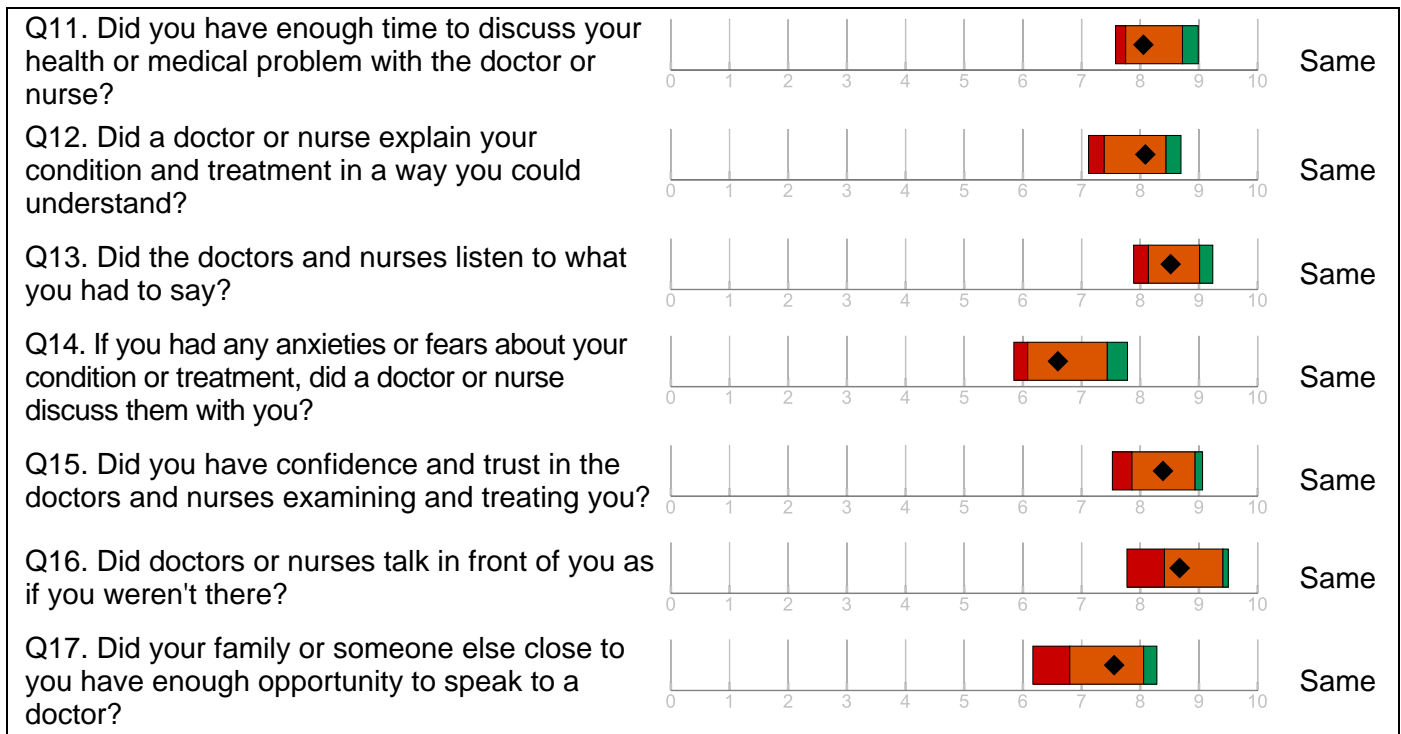 Q11. Did you have enough time to discuss your
health or medical problem with the doctor or
nurse?
0 1 2 3 4 5 6 7 8 9 10
Same
Q12. Did a doctor or nurse explain your
condition and treatment in a way you could
understand?
0 1 2 3 4 5 6 7 8 9 10
Same
Q13. Did the doctors and nurses listen to what
you had to say?
0 1 2 3 4 5 6 7 8 9 10
Same
Q14. If you had any anxieties or fears about your
condition or treatment, did a doctor or nurse
discuss them with you?
0 1 2 3 4 5 6 7 8 9 10
Same
Q15. Did you have confidence and trust in the
doctors and nurses examining and treating you?
0 1 2 3 4 5 6 7 8 9 10
Same
Q16. Did doctors or nurses talk in front of you as
if you weren't there?
0 1 2 3 4 5 6 7 8 9 10
Same
Q17. Did your family or someone else close to
you have enough opportunity to speak to a
doctor?
0 1 2 3 4 5 6 7 8 9 10
Same